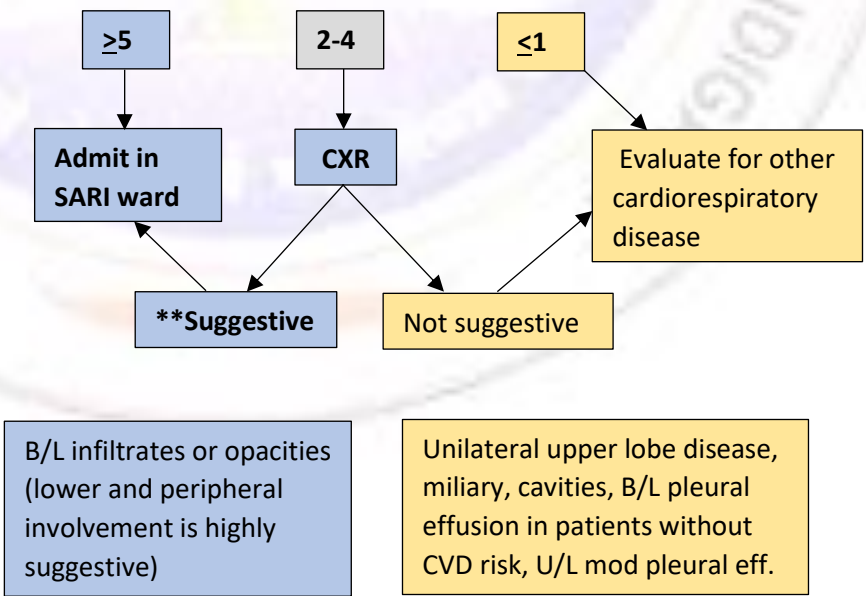 ≥5
2-4
≤1
Admit in
SARI ward
CXR
Evaluate for other
cardiorespiratory
disease
**Suggestive
Not suggestive
B/L infiltrates or opacities
(lower and peripheral
involvement is highly
suggestive)
Unilateral upper lobe disease,
miliary, cavities, B/L pleural
effusion in patients without
CVD risk, U/L mod pleural eff.